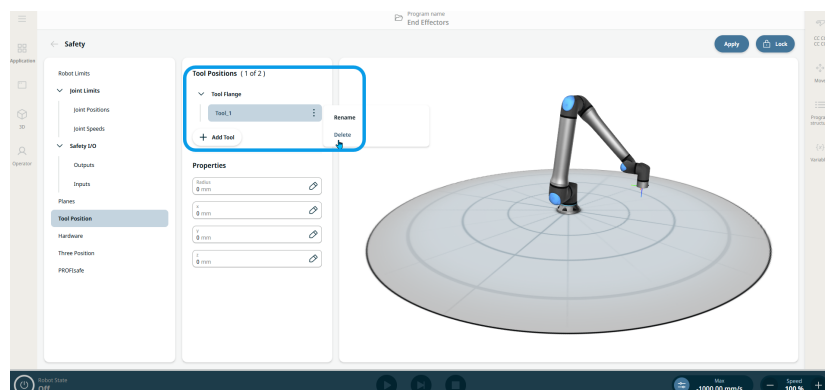 Program name
End Effectors
Safety
Apply
Lock
Application
3D
Operator
Robot Limits
Joint Limits
Joint Positions
Joint Speeds
Safety I/O
Outputs
Inputs
Planes
Tool Position
Hardware
Three Position
PROFIsafe
Tool Positions ( 1 of 2 )
Tool Flange
Tool_1
Add Tool
Rename
Delete
Properties
Radius
0 mm
x
0 mm
Y
0 mm
0 mm
Move
Robot State
Off
Max
-1000.00 mm/s
Speed
100 %